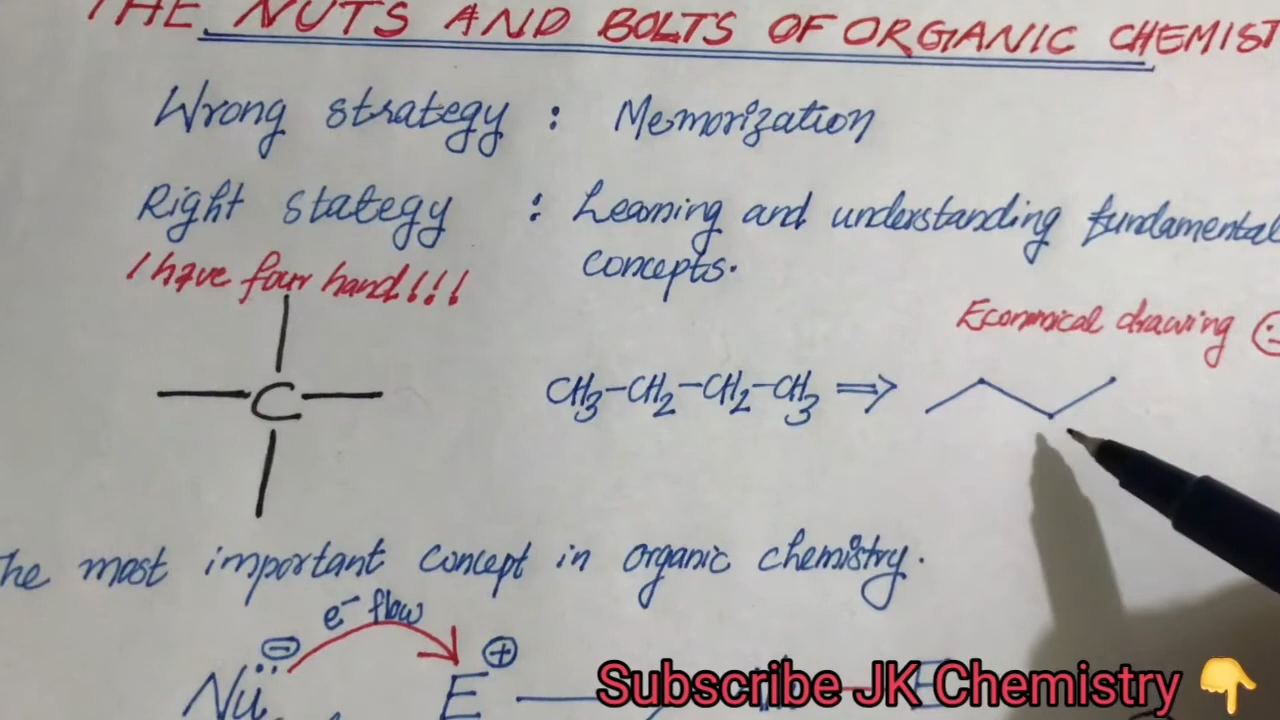 THE NUTS AND BOLTS OF ORGANIC CHEMIST
Wrong strategy : Memorization
Right stategy : Learning and understanding fundamental
concepts.
I have four hand!!!
Economical drawing
C
CH3-CH2-CH2-CH3 ⇒
The most important concept in organic chemistry.
e- flow
Nu: ⊖ E ⊕
Subscribe JK Chemistry 👇